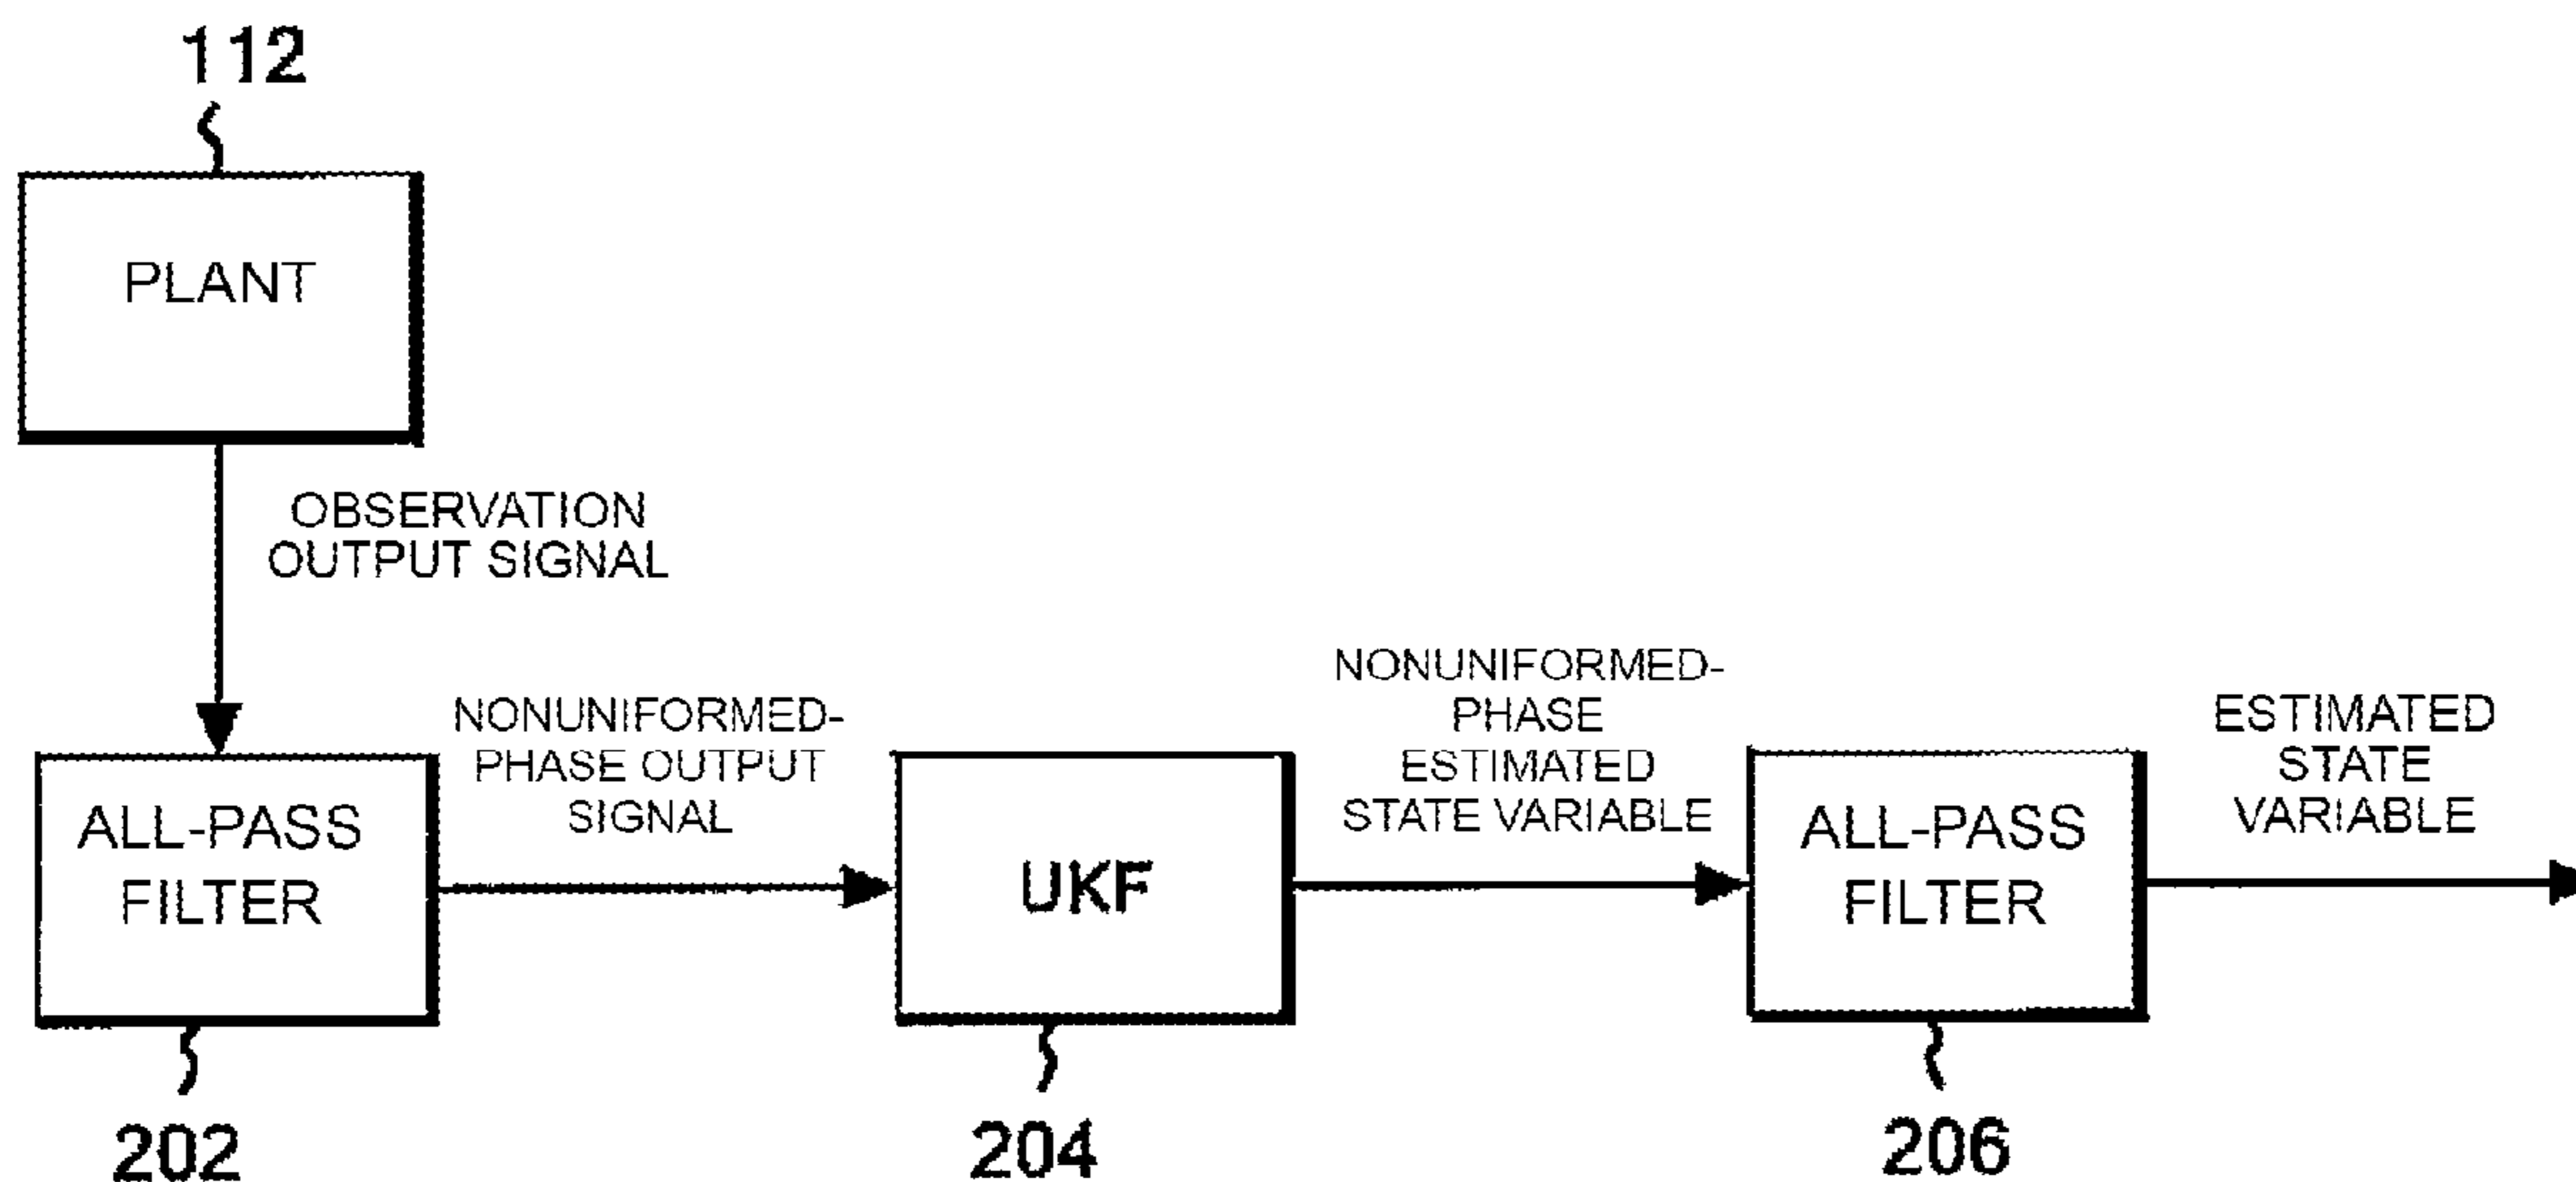 112
PLANT
OBSERVATION
OUTPUT SIGNAL
ALL-PASS
FILTER
202
NONUNIFORMED-
PHASE OUTPUT
SIGNAL
UKF
204
NONUNIFORMED-
PHASE
ESTIMATED
STATE VARIABLE
ALL-PASS
FILTER
206
ESTIMATED
STATE
VARIABLE